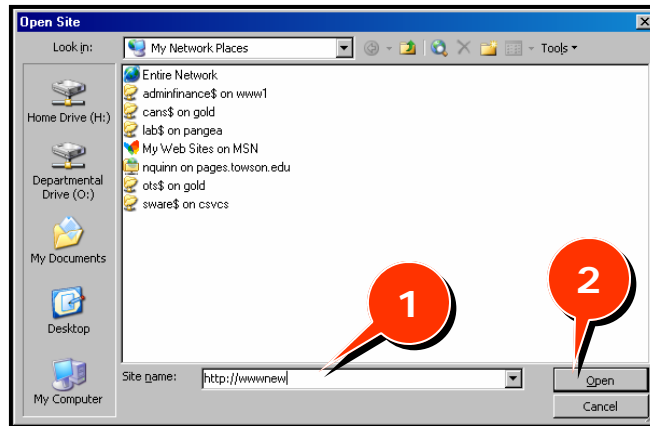 Open Site
Look in:
My Network Places
Tools
Home Drive (H:)
Departmental
Drive (O:)
My Documents
Desktop
My Computer
Entire Network
adminfinance$ on www1
cans$ on gold
lab$ on pangea
My Web Sites on MSN
nquinn on pages.towson.edu
ots$ on gold
sware$ on csvcs
1
2
Site name:
http://wwwnew
Open
Cancel